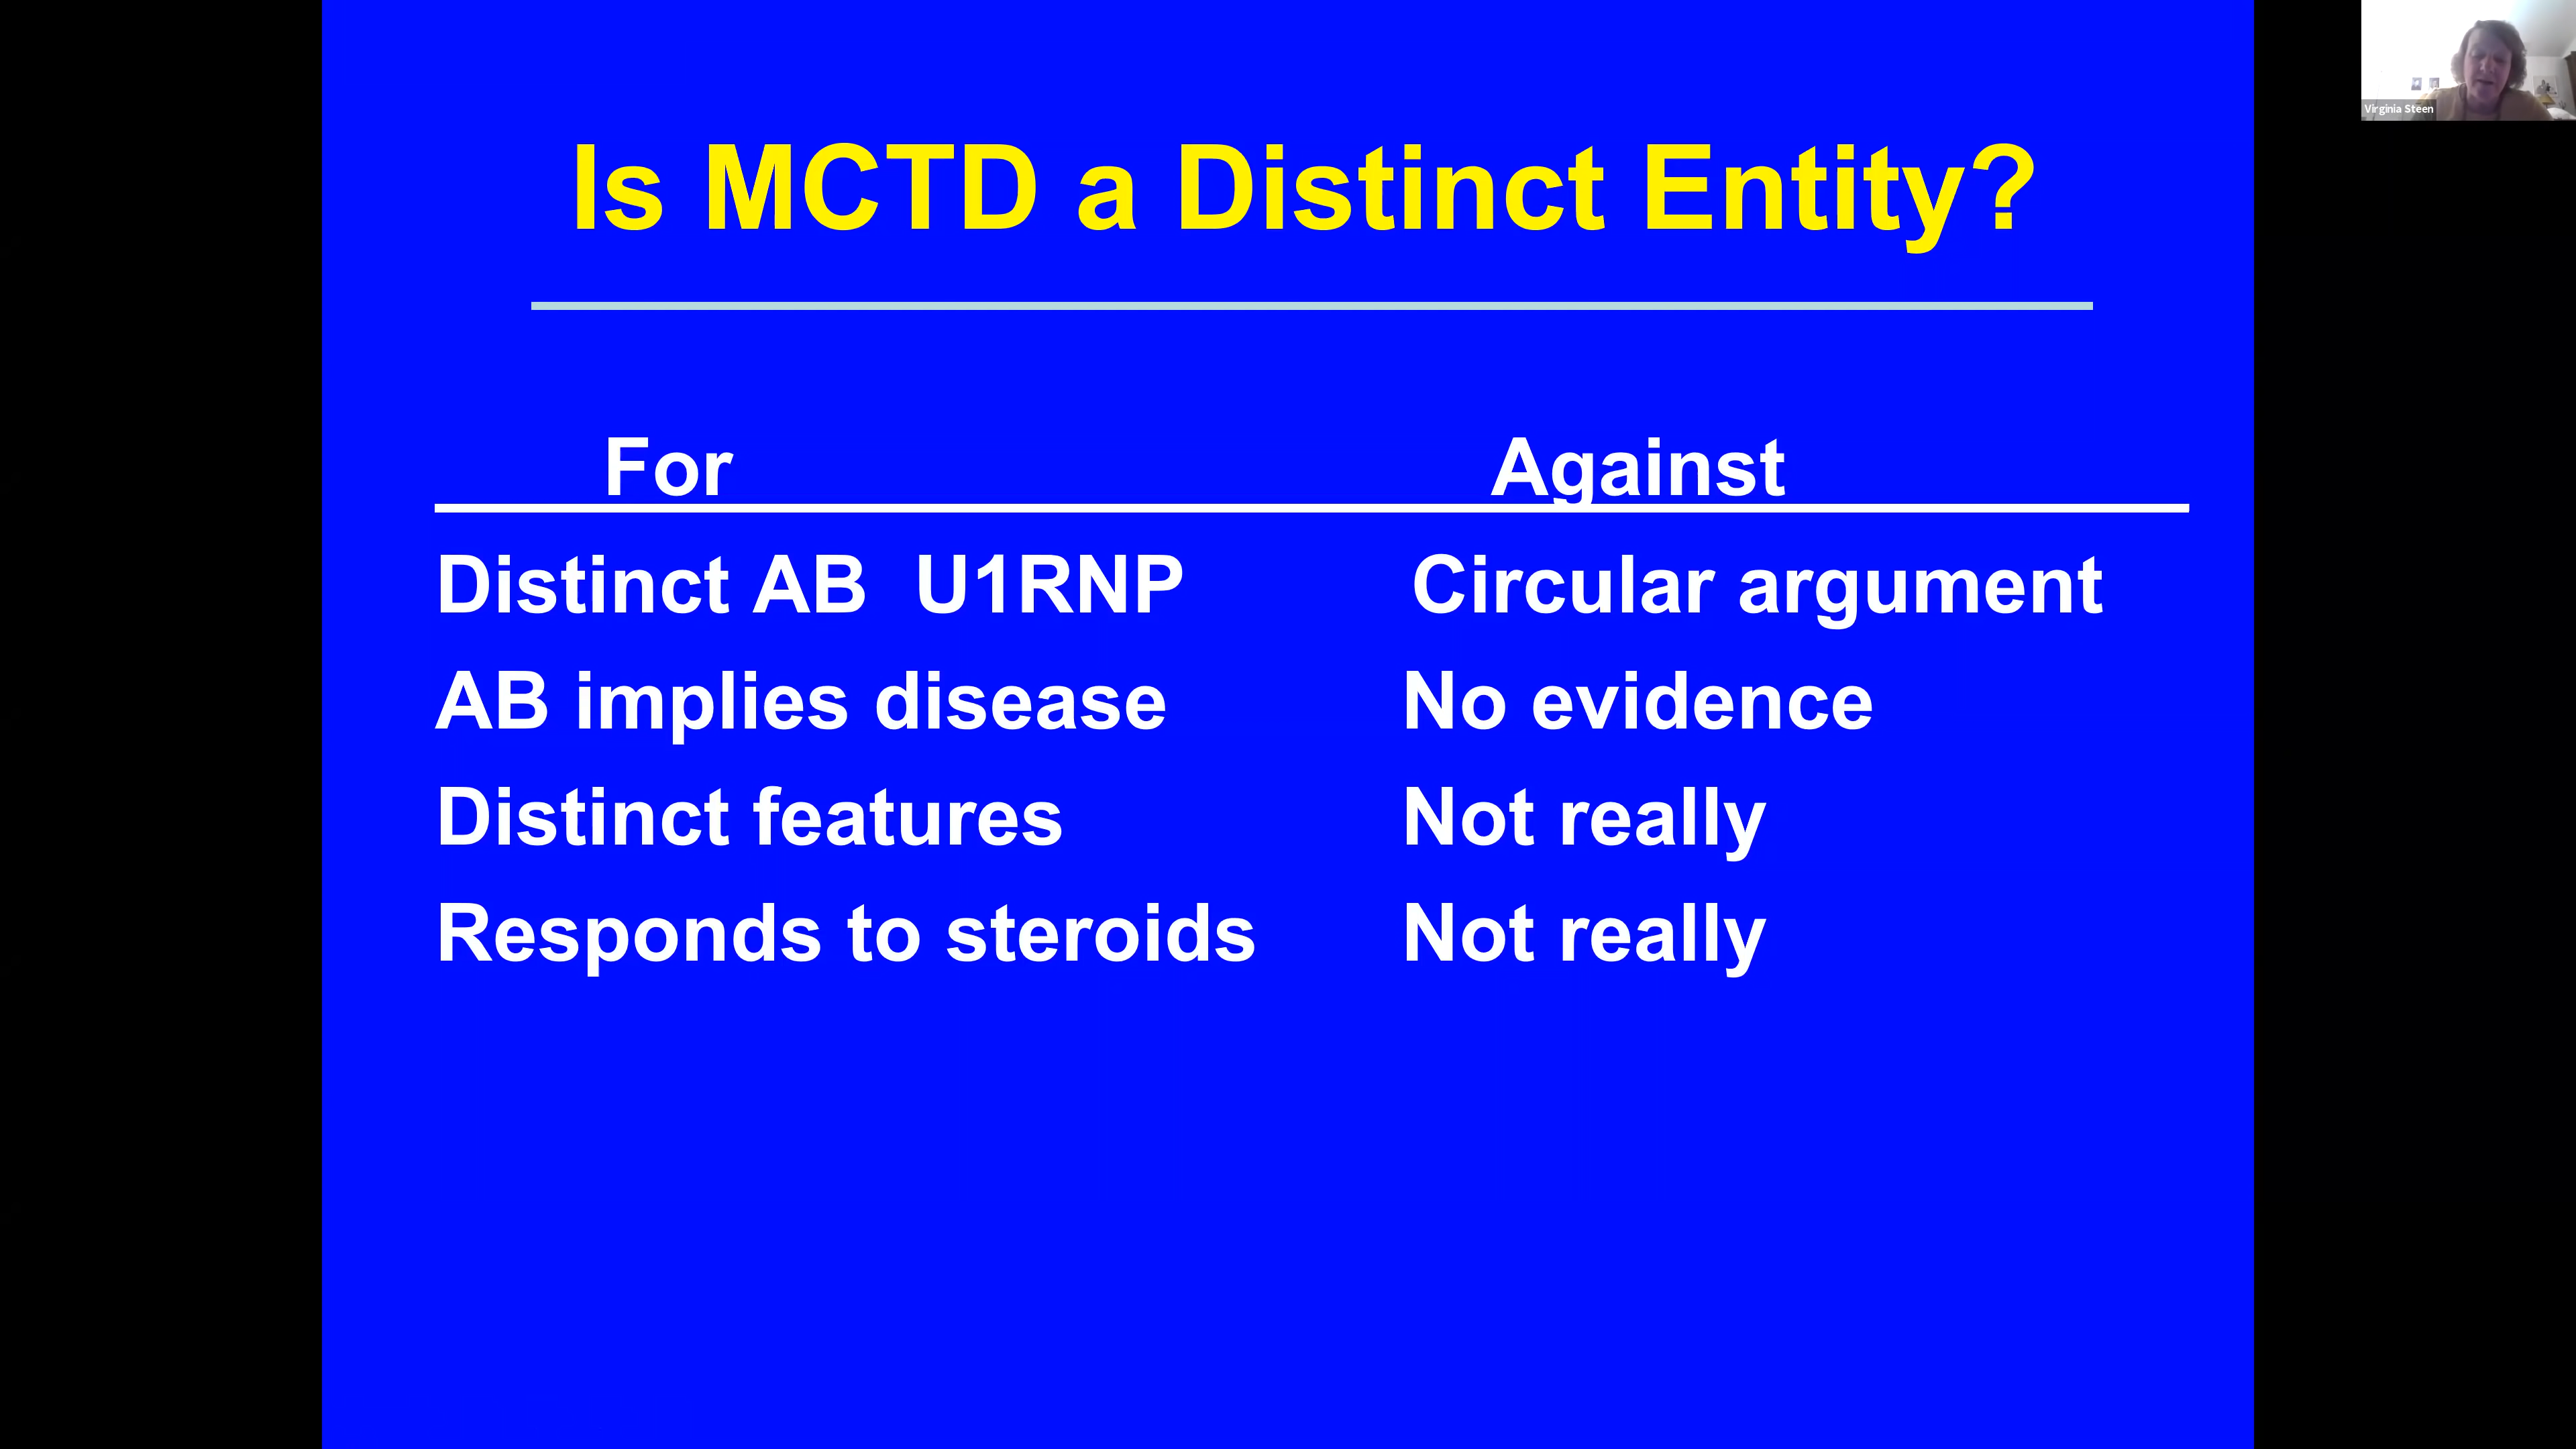 Is MCTD a Distinct Entity?
For Against
Distinct AB U1RNP Circular argument
AB implies disease No evidence
Distinct features Not really
Responds to steroids Not really
Virginia Steen